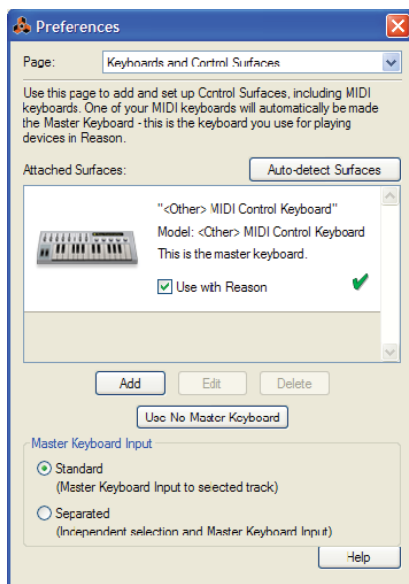 Preferences
Page: Keyboards and Control Surfaces
Use this page to add and set up Control Surfaces, including MIDI
keyboards. One of your MIDI keyboards will automatically be made
the Master Keyboard - this is the keyboard you use for playing
devices in Reason.
Attached Surfaces: Auto-detect Surfaces
"<Other> MIDI Control Keyboard"
Model: <Other> MIDI Control Keyboard
This is the master keyboard.
Use with Reason
Add Edit Delete
Use No Master Keyboard
Master Keyboard Input
Standard
(Master Keyboard Input to selected track)
Separated
(Independent selection and Master Keyboard Input)
Help